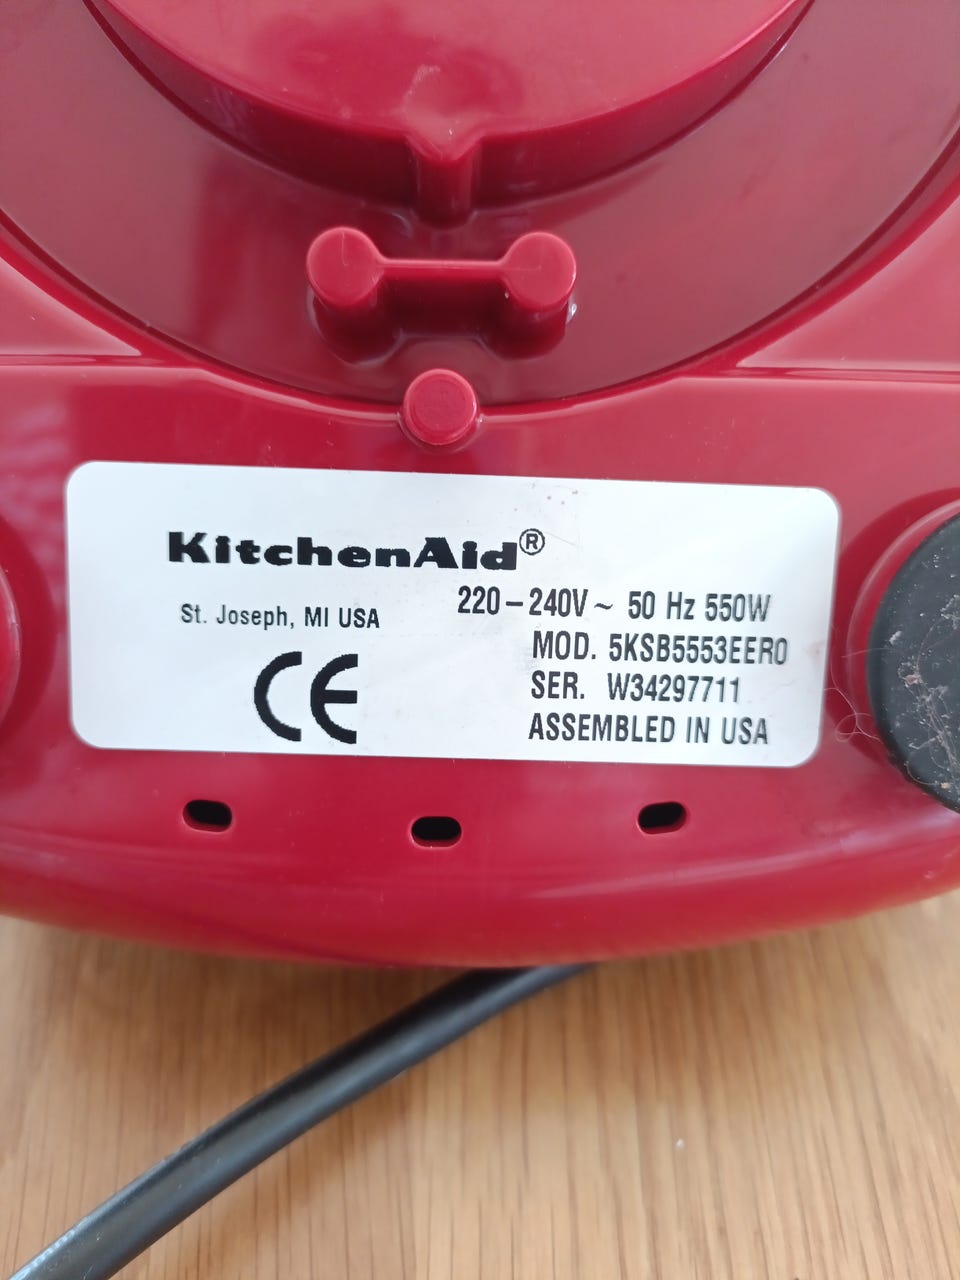 KitchenAid®
St. Joseph, MI USA
220-240V~ 50 Hz 550W
MOD. 5KSB5553EER0
SER. W34297711
ASSEMBLED IN USA
CE